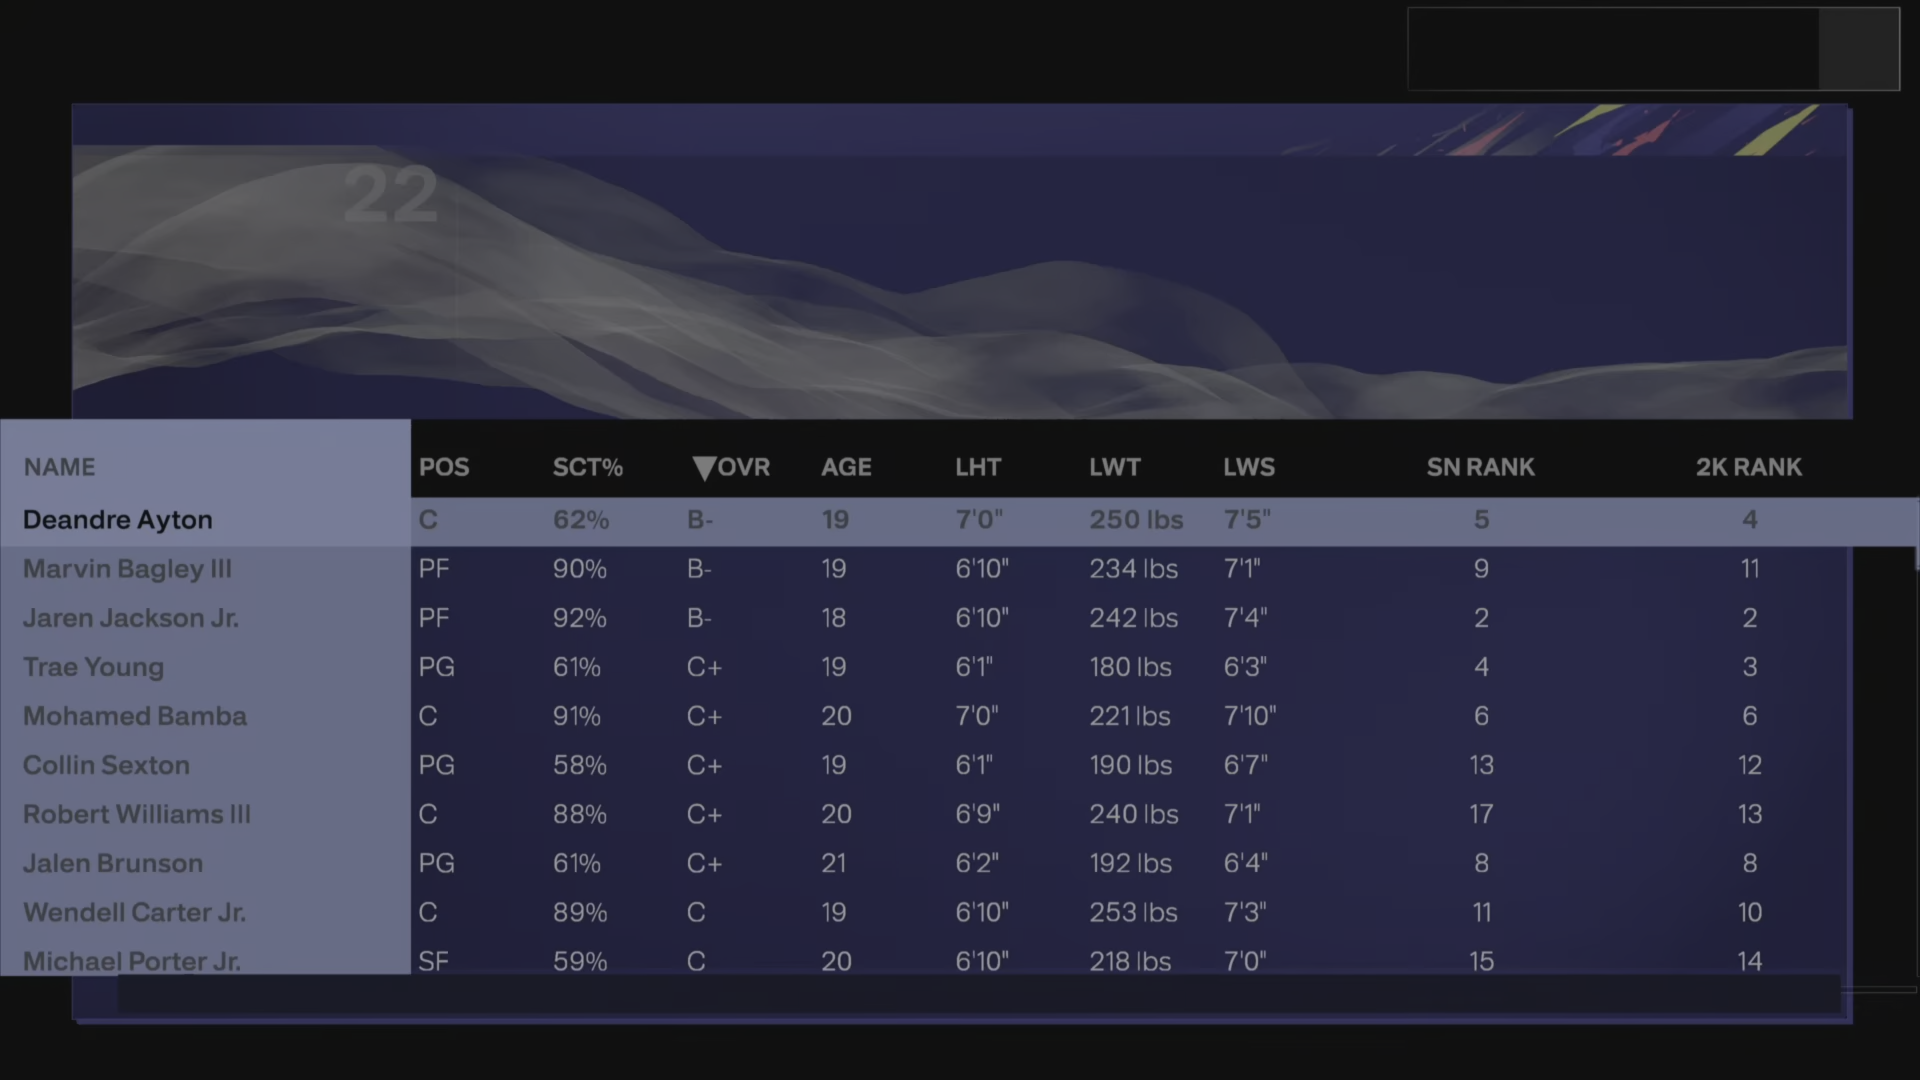 22
NAME POS SCT% ▼OVR AGE LHT LWT LWS SN RANK 2K RANK
Deandre Ayton C 62% B- 19 7'0" 250 lbs 7'5" 5 4
Marvin Bagley III PF 90% B- 19 6'10" 234 lbs 7'1" 9 11
Jaren Jackson Jr. PF 92% B- 18 6'10" 242 lbs 7'4" 2 2
Trae Young PG 61% C+ 19 6'1" 180 lbs 6'3" 4 3
Mohamed Bamba C 91% C+ 20 7'0" 221 lbs 7'10" 6 6
Collin Sexton PG 58% C+ 19 6'1" 190 lbs 6'7" 13 12
Robert Williams III C 88% C+ 20 6'9" 240 lbs 7'1" 17 13
Jalen Brunson PG 61% C+ 21 6'2" 192 lbs 6'4" 8 8
Wendell Carter Jr. C 89% C 19 6'10" 253 lbs 7'3" 11 10
Michael Porter Jr. SF 59% C 20 6'10" 218 lbs 7'0" 15 14